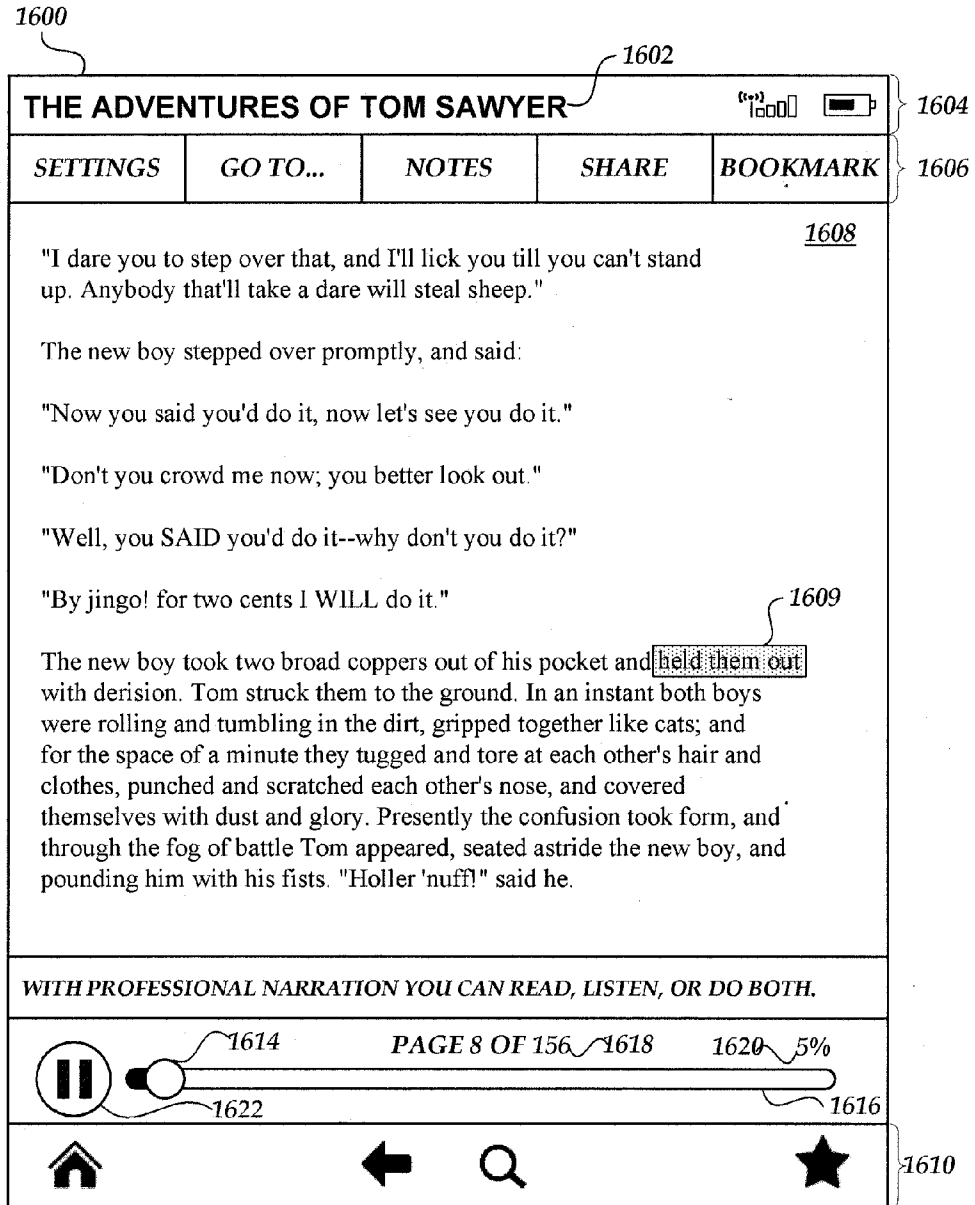 1600
1602
THE ADVENTURES OF TOM SAWYER
1604
SETTINGS GO TO... NOTES SHARE BOOKMARK
1606
1608
"I dare you to step over that, and I'll lick you till you can't stand
up. Anybody that'll take a dare will steal sheep."
The new boy stepped over promptly, and said:
"Now you said you'd do it, now let's see you do it."
"Don't you crowd me now; you better look out."
"Well, you SAID you'd do it--why don't you do it?"
"By jingo! for two cents I WILL do it."
1609
The new boy took two broad coppers out of his pocket and held them out
with derision. Tom struck them to the ground. In an instant both boys
were rolling and tumbling in the dirt, gripped together like cats; and
for the space of a minute they tugged and tore at each other's hair and
clothes, punched and scratched each other's nose, and covered
themselves with dust and glory. Presently the confusion took form, and
through the fog of battle Tom appeared, seated astride the new boy, and
pounding him with his fists. "Holler 'nuff!" said he.
WITH PROFESSIONAL NARRATION YOU CAN READ, LISTEN, OR DO BOTH.
1614 PAGE 8 OF 156 1618 1620 5%
1622 1616
1610